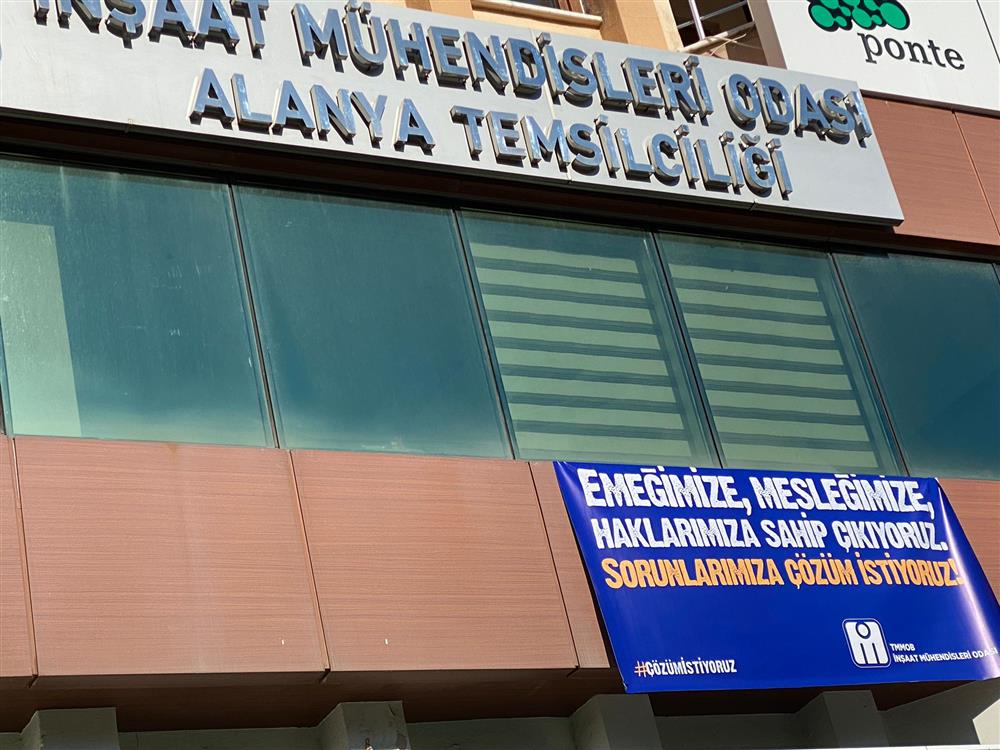 İNŞAAT MÜHENDİSLERİ ODASI
ALANYA TEMSİLCİLİĞİ
ponte
EMEĞİMİZE, MESLEĞİMİZE,
HAKLARIMIZA SAHİP ÇIKIYORUZ.
SORUNLARIMIZA ÇÖZÜM İSTİYORUZ!
TMMOB
İNŞAAT MÜHENDİSLERİ ODASI
#ÇÖZÜMİSTİYORUZ